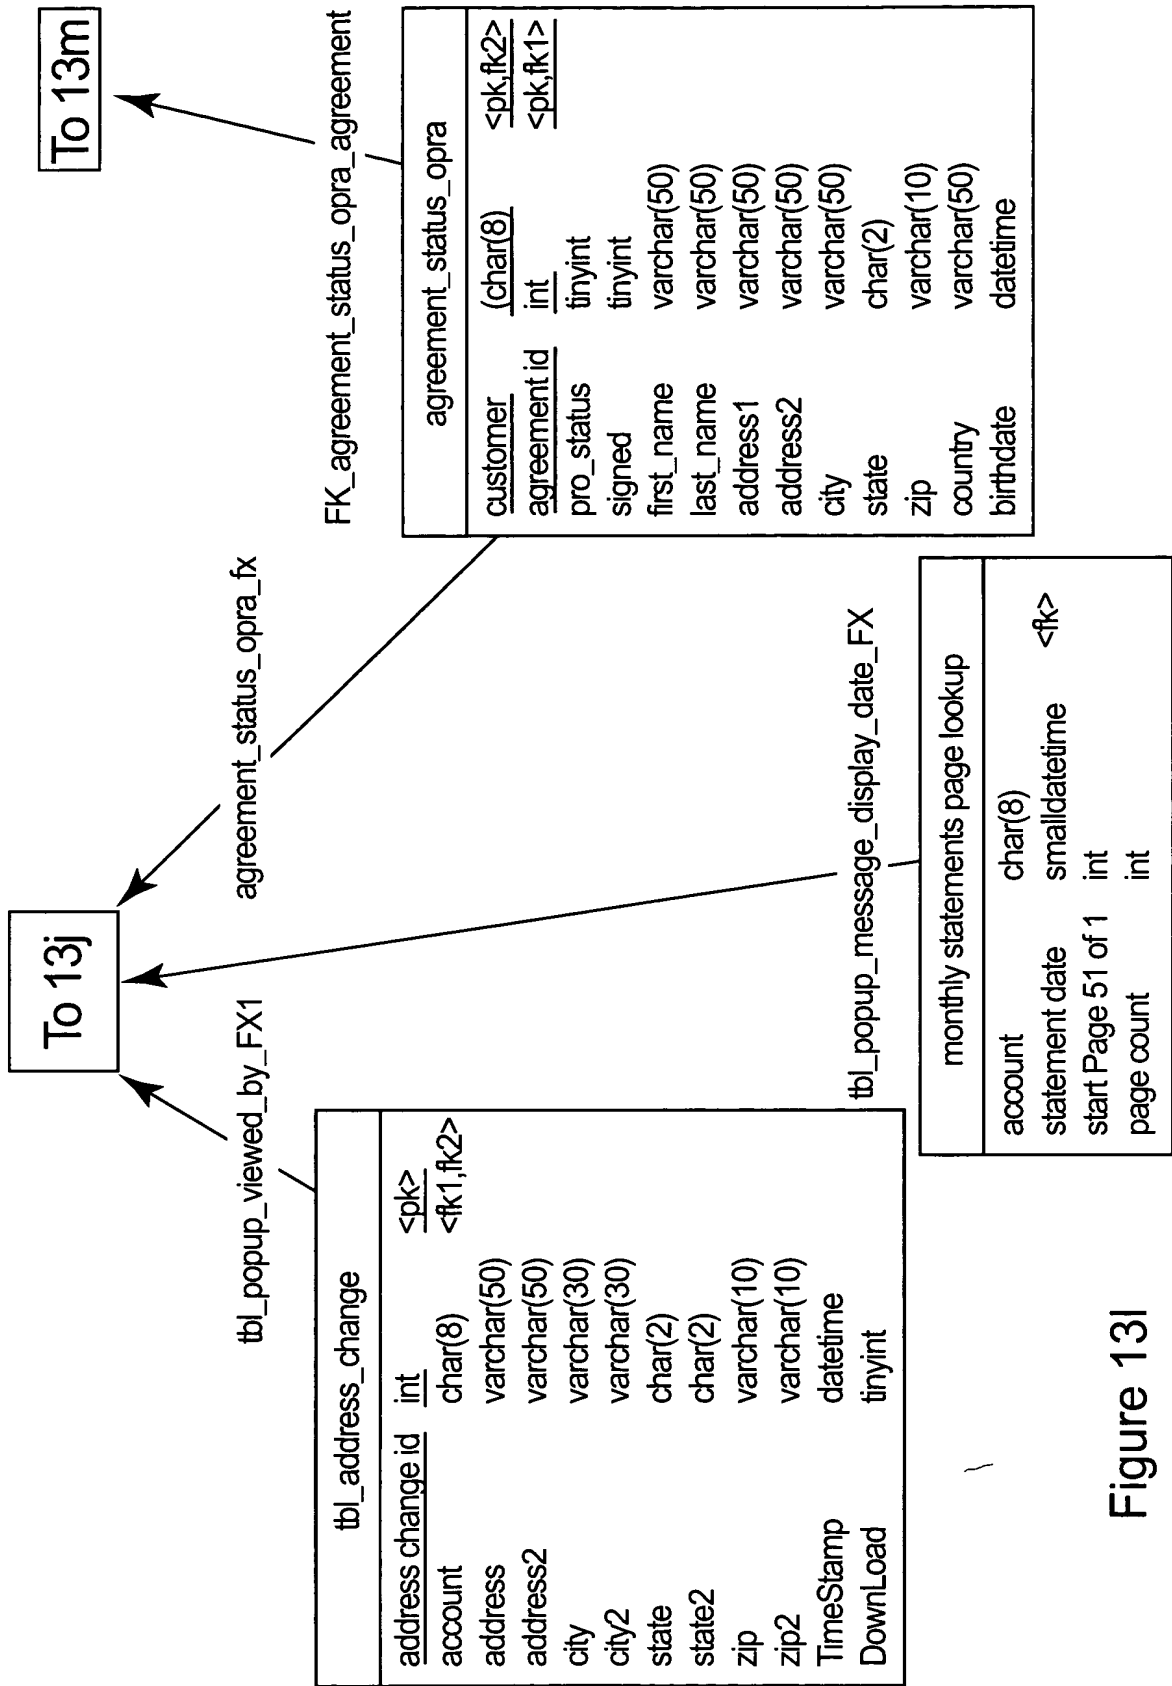 To 13j
To 13m
tbl_popup_viewed_by_FX1
agreement_status_opra_fx
FK_agreement_status_opra_agreement
tbl_address_change
address change id int <pk>
account char(8) <fk1,fk2>
address varchar(50)
address2 varchar(50)
city varchar(30)
city2 varchar(30)
state char(2)
state2 char(2)
zip varchar(10)
zip2 varchar(10)
TimeStamp datetime
DownLoad tinyint
agreement_status_opra
customer (char(8) <pk,fk2>
agreement id int <pk,fk1>
pro_status tinyint
signed tinyint
first_name varchar(50)
last_name varchar(50)
address1 varchar(50)
address2 varchar(50)
city varchar(50)
state char(2)
zip varchar(10)
country varchar(50)
birthdate datetime
tbl_popup_message_display_date_FX
monthly statements page lookup
account char(8)
statement date smalldatetime <fk>
start Page 51 of 1 int
page count int
Figure 13l